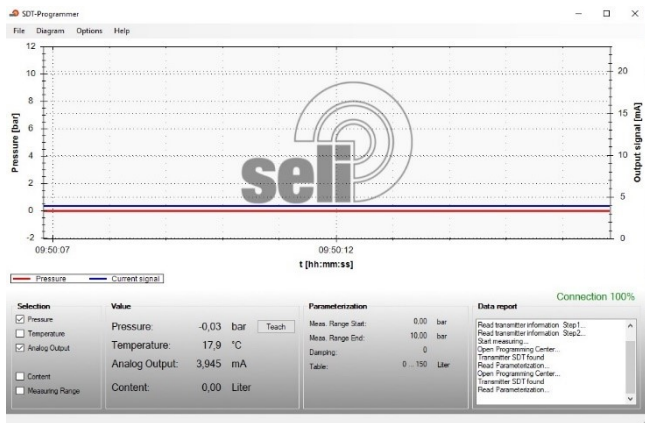 SDT-Programmer
File Diagram Options Help
12
10
8
6
4
2
0
-2
Pressure [bar]
20
15
10
5
0
Output signal [mA]
seli
09:50:07
09:50:12
t [hh:mm:ss]
Pressure Current signal
Connection 100%
Selection
Pressure
Temperature
Analog Output
Content
Measuring Range
Value
Pressure: -0,03 bar Teach
Temperature: 17,9 °C
Analog Output: 3,945 mA
Content: 0,00 Liter
Parameterization
Meas. Range Start: 0,00 bar
Meas. Range End: 10,00 bar
Damping: 0
Table: 0 ... 150 Liter
Data report
Read transmitter information Step1...
Read transmitter information Step2...
Start measuring...
Open Programming Center...
Transmitter SDT found
Read Parameterization...
Open Programming Center...
Transmitter SDT found
Read Parameterization...